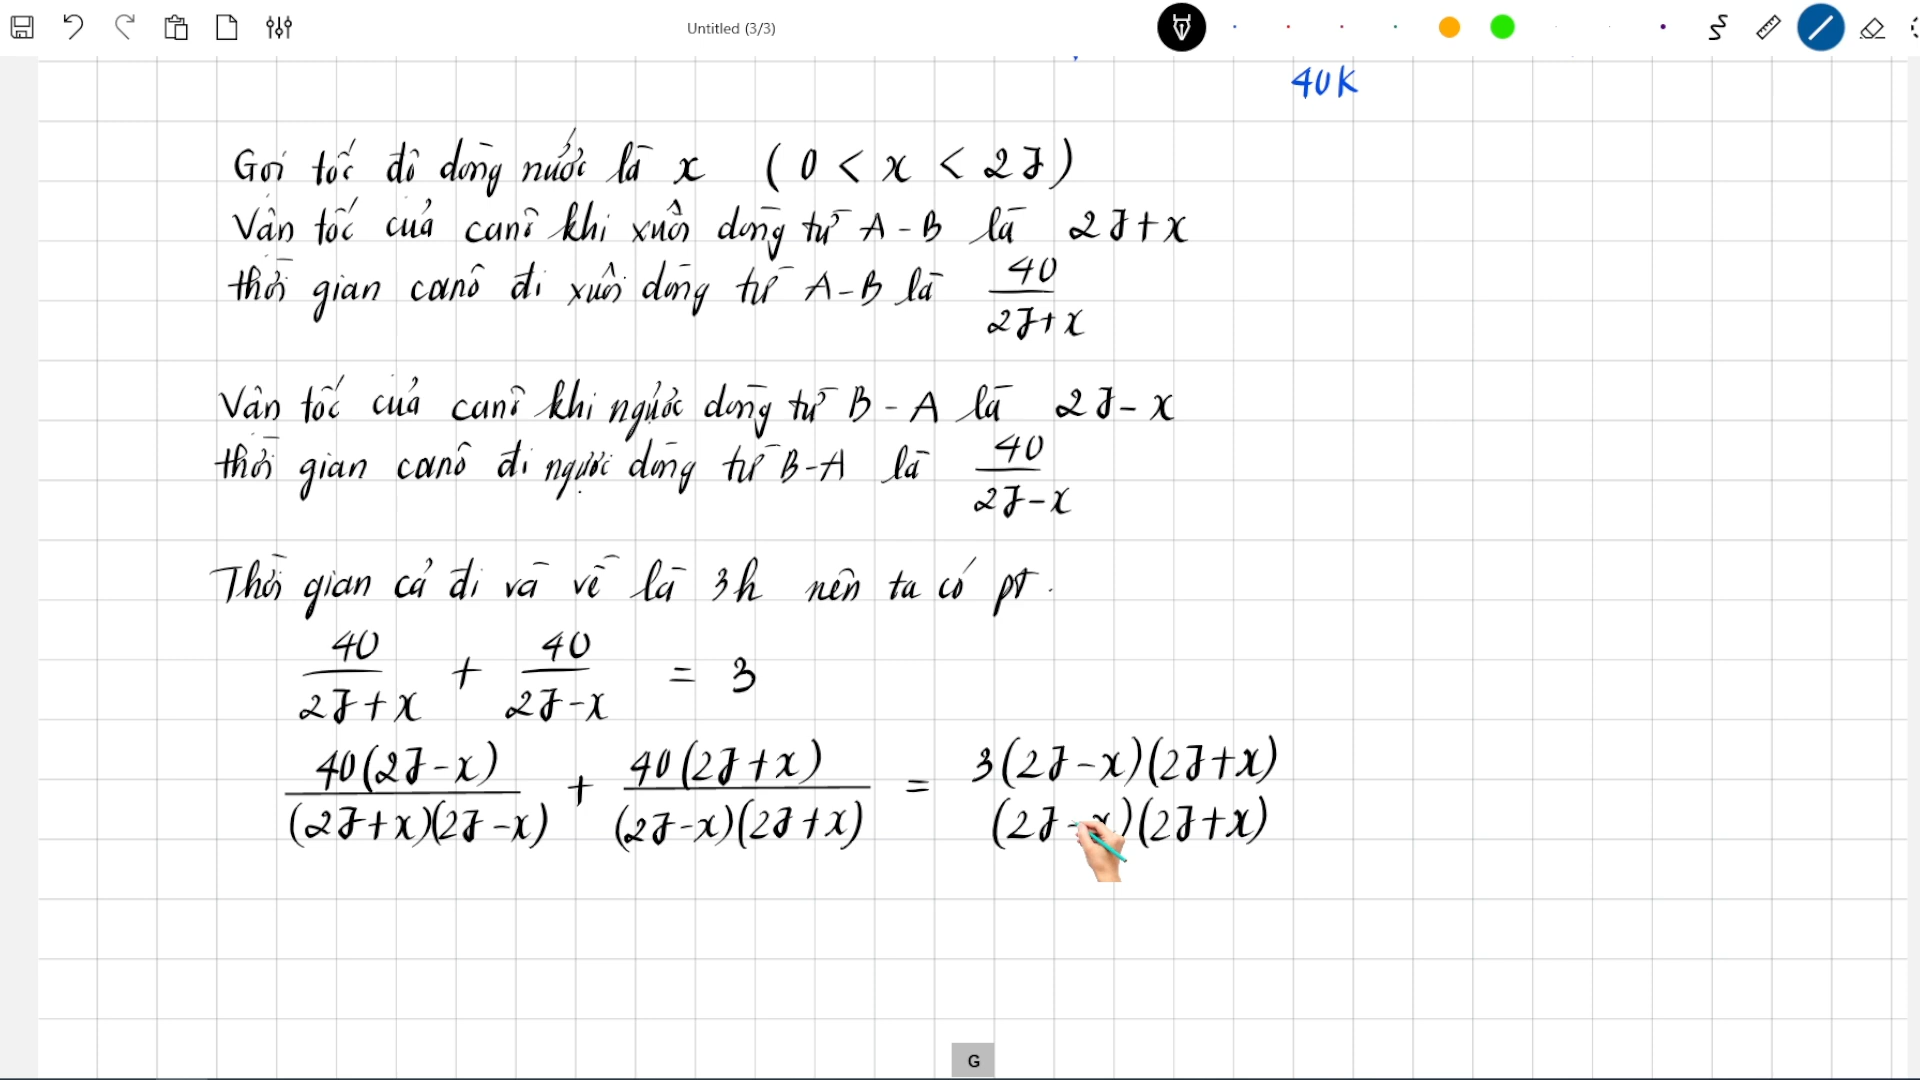 Untitled (3/3)
40K
Gọi tốc độ dòng nước là x ( 0 < x < 27 )
Vận tốc của canô khi xuôi dòng từ A - B là 27+x
thời gian canô đi xuôi dòng từ A-B là 40/(27+x)
Vận tốc của canô khi ngược dòng từ B - A là 27-x
thời gian canô đi ngược dòng từ B-A là 40/(27-x)
Thời gian cả đi và về là 3h nên ta có pt.
40/(27+x) + 40/(27-x) = 3
40(27-x)/((27+x)(27-x)) + 40(27+x)/((27-x)(27+x)) = 3(27-x)(27+x)
(27-x)(27+x)
G